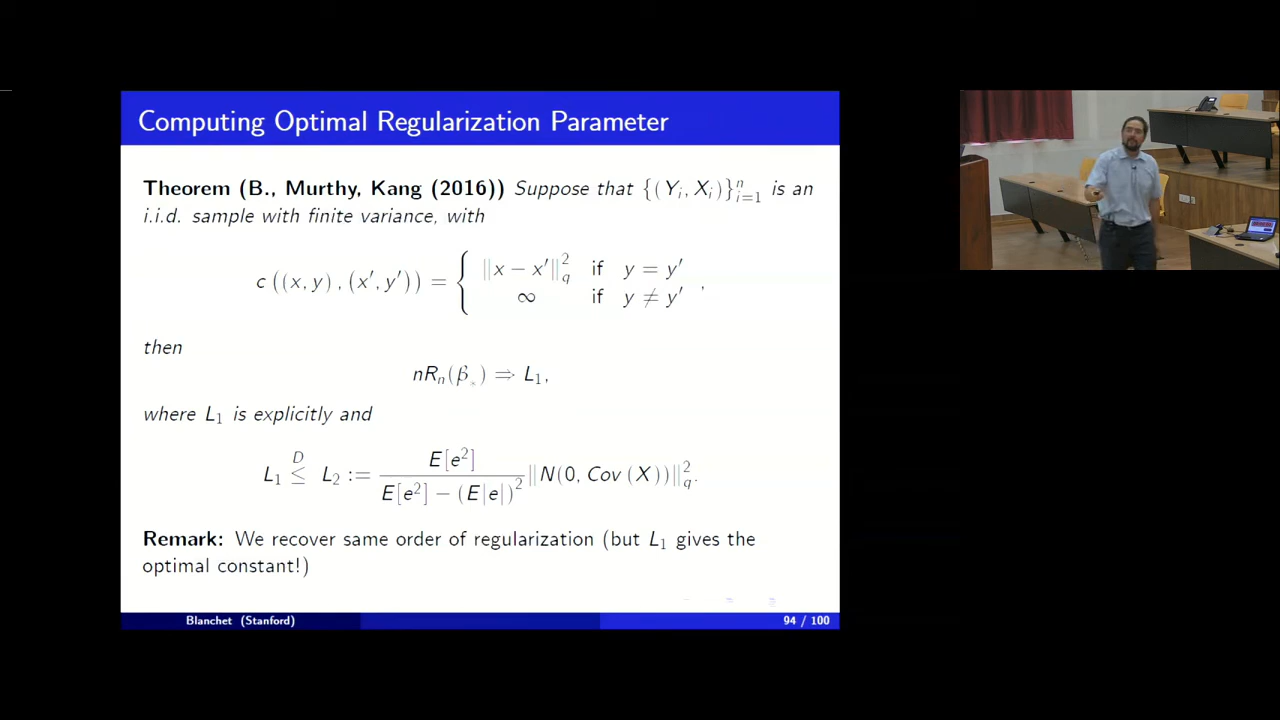 Computing Optimal Regularization Parameter
Theorem (B., Murthy, Kang (2016)) Suppose that {(Y_i, X_i)}_{i=1}^n is an
i.i.d. sample with finite variance, with
c((x, y), (x′, y′)) = { ‖x − x′‖_q^2 if y = y′
∞ if y ≠ y′ ,
then
nR_n(β_*) ⇒ L_1,
where L_1 is explicitly and
L_1 ≤^D L_2 := E[e^2] / (E[e^2] − (E|e|)^2) ‖N(0, Cov(X))‖_q^2.
Remark: We recover same order of regularization (but L_1 gives the
optimal constant!)
Blanchet (Stanford) 94 / 100